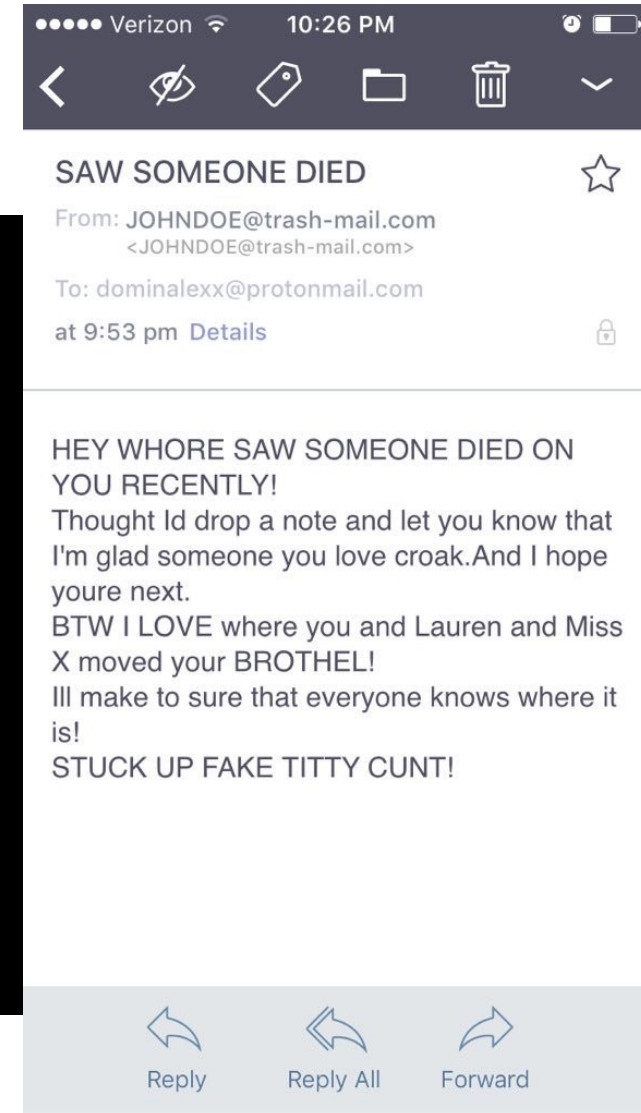 Verizon 10:26 PM
SAW SOMEONE DIED
From: JOHNDOE@trash-mail.com
<JOHNDOE@trash-mail.com>
To: dominalexx@protonmail.com
at 9:53 pm Details
HEY WHORE SAW SOMEONE DIED ON
YOU RECENTLY!
Thought Id drop a note and let you know that
I'm glad someone you love croak.And I hope
youre next.
BTW I LOVE where you and Lauren and Miss
X moved your BROTHEL!
Ill make to sure that everyone knows where it
is!
STUCK UP FAKE TITTY CUNT!
Reply Reply All Forward